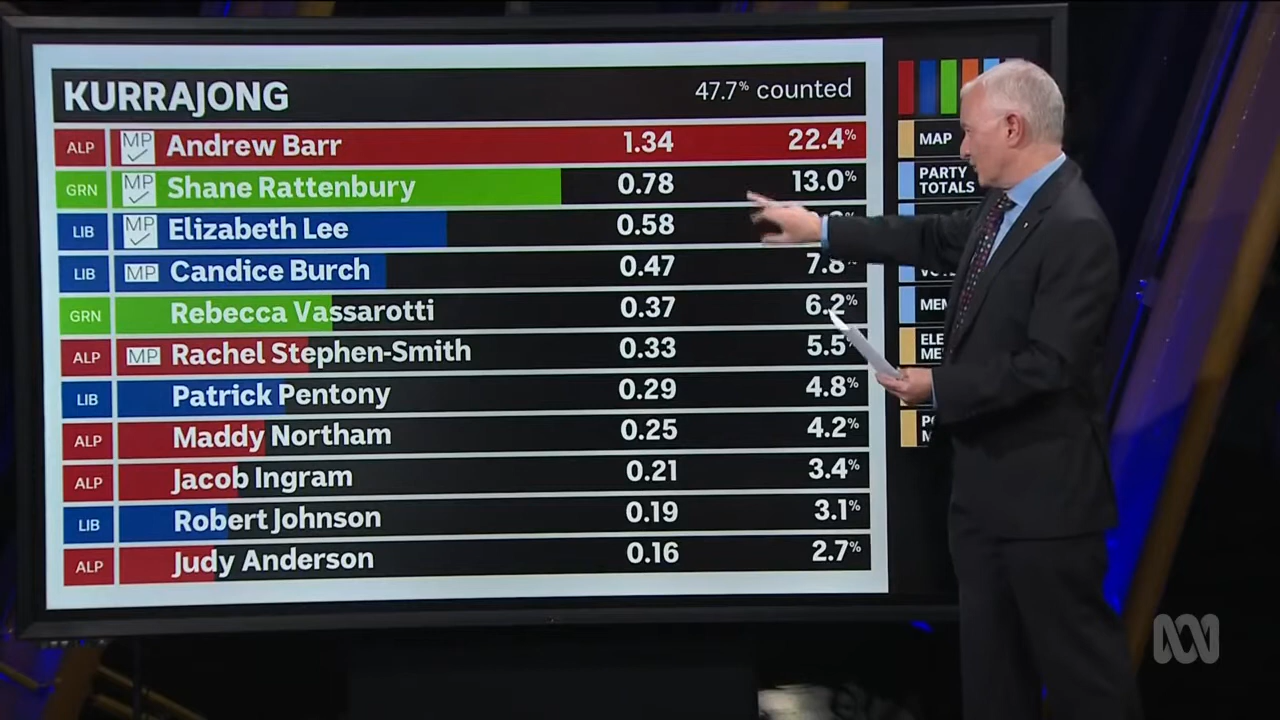 KURRAJONG 47.7% counted
ALP MP Andrew Barr 1.34 22.4%
GRN MP Shane Rattenbury 0.78 13.0%
LIB MP Elizabeth Lee 0.58
LIB MP Candice Burch 0.47 7.8%
GRN Rebecca Vassarotti 0.37 6.2%
ALP MP Rachel Stephen-Smith 0.33 5.5%
LIB Patrick Pentony 0.29 4.8%
ALP Maddy Northam 0.25 4.2%
ALP Jacob Ingram 0.21 3.4%
LIB Robert Johnson 0.19 3.1%
ALP Judy Anderson 0.16 2.7%
MAP
PARTY
TOTALS